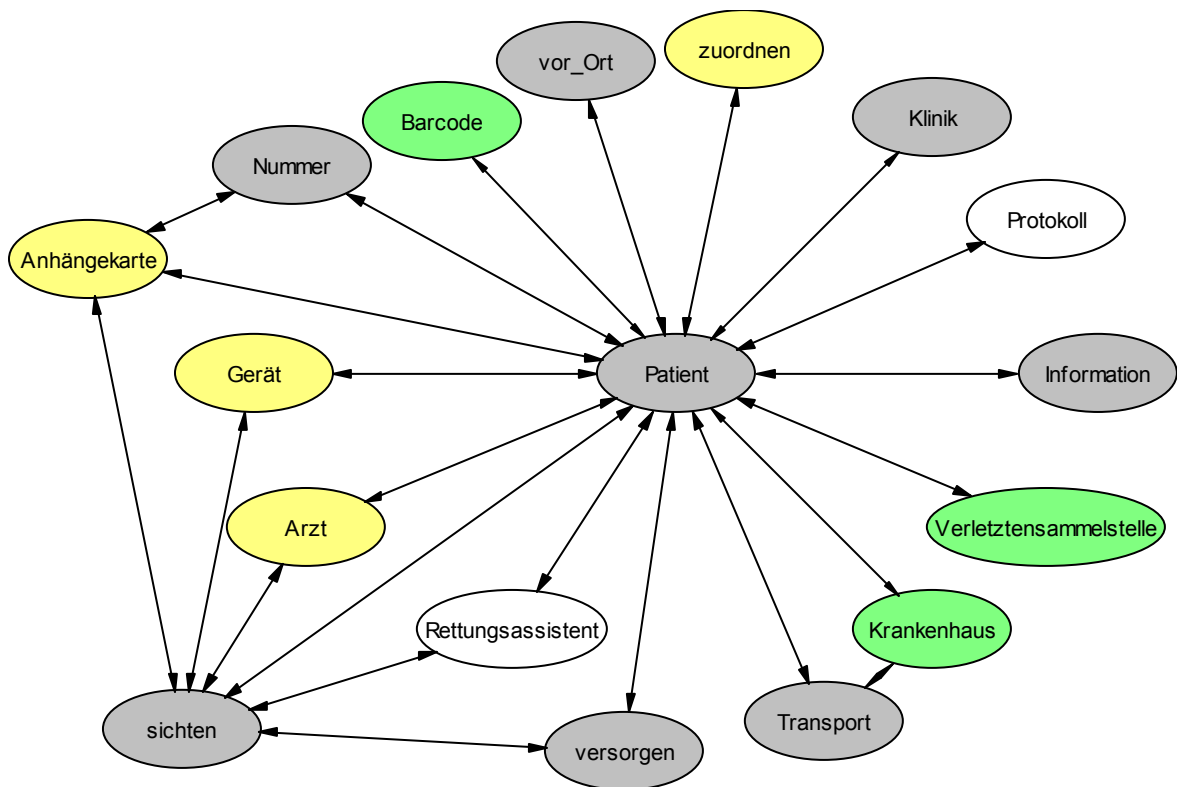 zuordnen
vor_Ort
Klinik
Barcode
Nummer
Protokoll
Anhängekarte
Gerät
Patient
Information
Arzt
Verletztensammelstelle
Rettungsassistent
Krankenhaus
Transport
sichten
versorgen